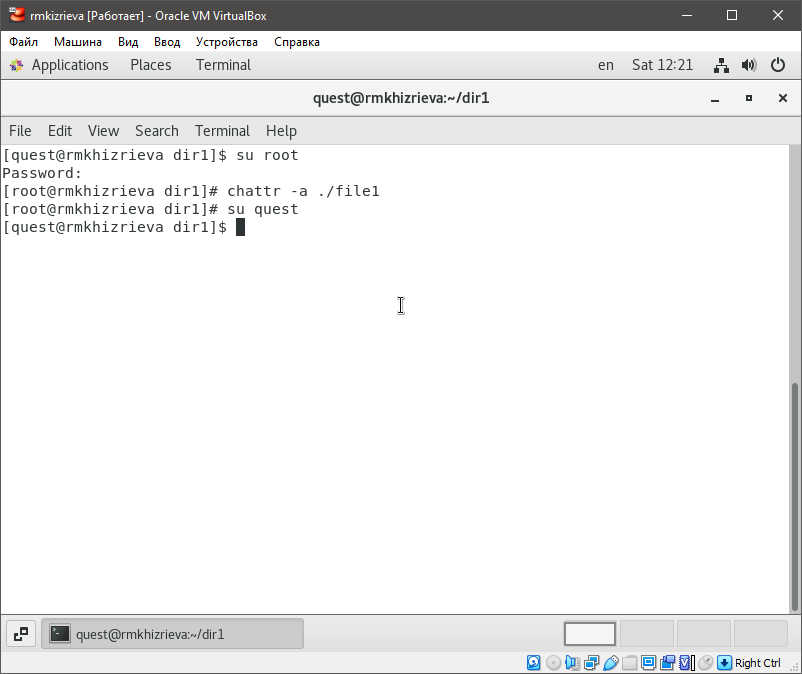 rmkizrieva [Работает] - Oracle VM VirtualBox
Файл Машина Вид Ввод Устройства Справка
Applications Places Terminal en Sat 12:21
quest@rmkhizrieva:~/dir1
File Edit View Search Terminal Help
[quest@rmkhizrieva dir1]$ su root
Password:
[root@rmkhizrieva dir1]# chattr -a ./file1
[root@rmkhizrieva dir1]# su quest
[quest@rmkhizrieva dir1]$
quest@rmkhizrieva:~/dir1
Right Ctrl